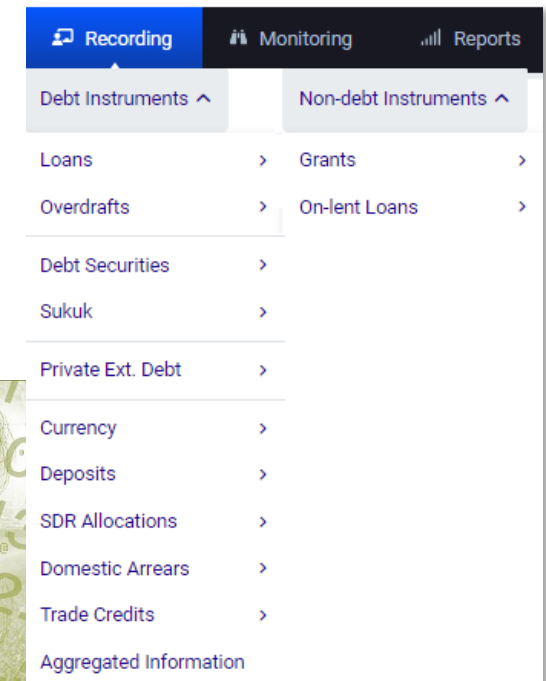 Recording Monitoring Reports
Debt Instruments Non-debt Instruments
Loans Grants
Overdrafts On-lent Loans
Debt Securities
Sukuk
Private Ext. Debt
Currency
Deposits
SDR Allocations
Domestic Arrears
Trade Credits
Aggregated Information